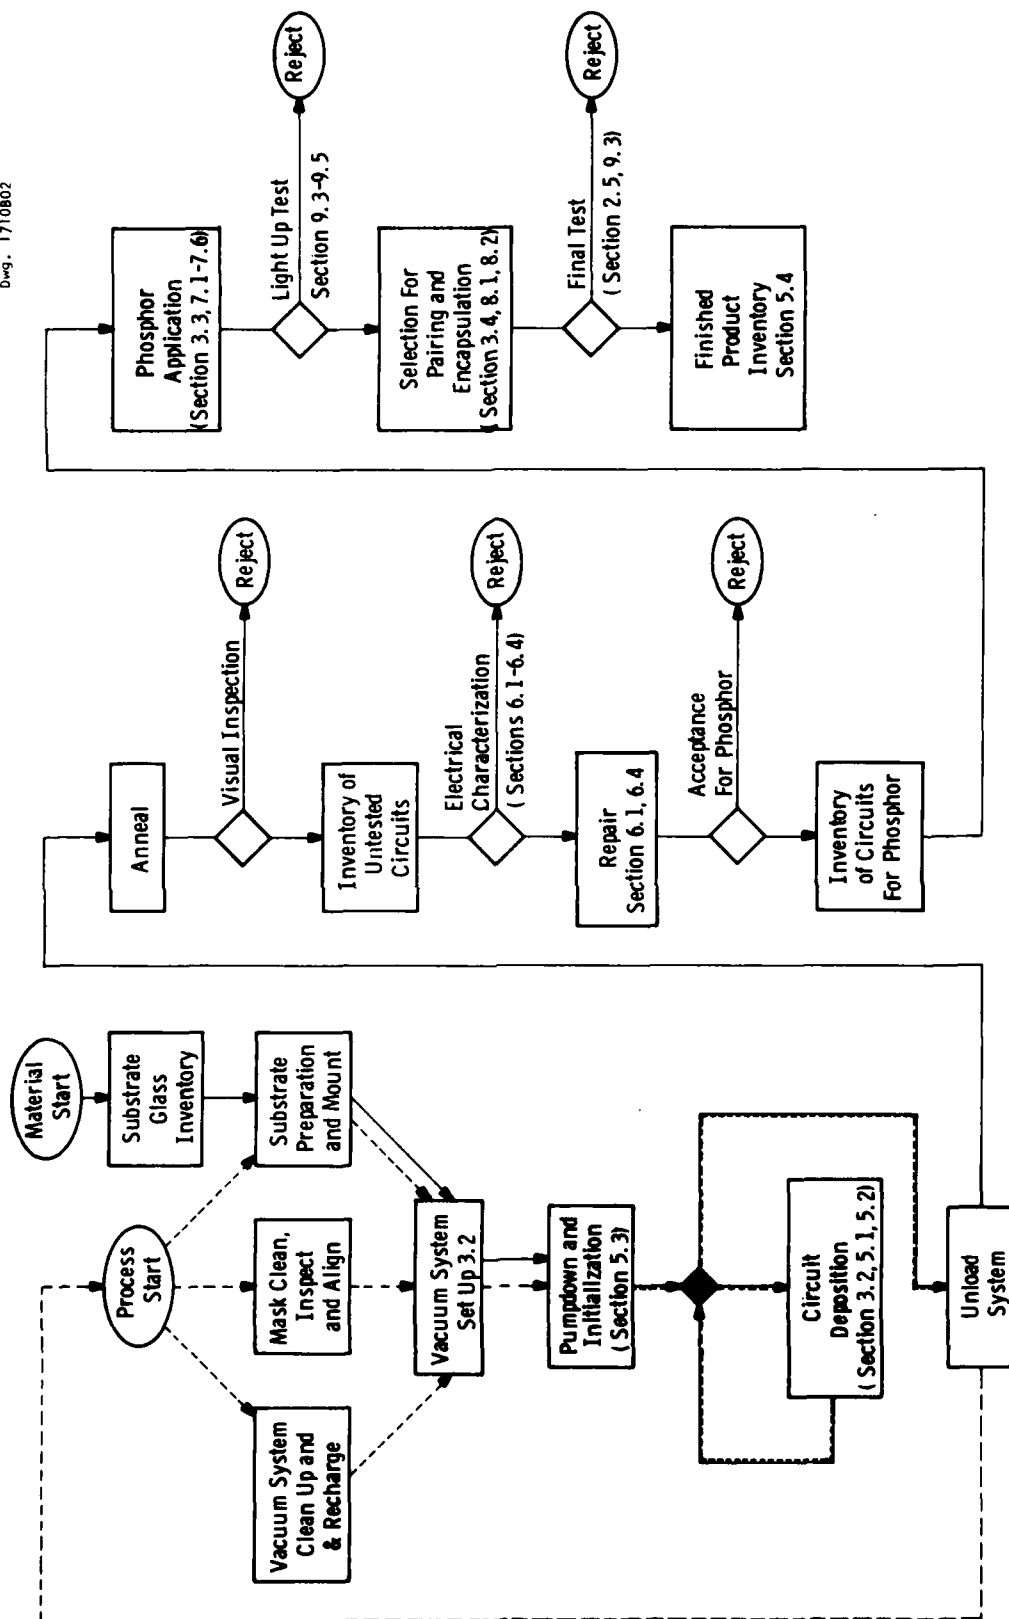 Dwg. 1710B02
Material
Start
Substrate
Glass
Inventory
Process
Start
Substrate
Preparation
and Mount
Mask Clean,
Inspect
and Align
Vacuum System
Clean Up and
& Recharge
Vacuum System
Set Up 3.2
Pumpdown and
Initialization
(Section 5.3)
Circuit
Deposition
(Section 3.2, 5.1, 5.2)
Unload
System
Anneal
Visual Inspection
Reject
Inventory of
Untested
Circuits
Electrical
Characterization
(Sections 6.1-6.4)
Reject
Repair
Section 6.1, 6.4
Acceptance
For Phosphor
Reject
Inventory
of Circuits
For Phosphor
Phosphor
Application
(Section 3.3, 7.1-7.6)
Light Up Test
Section 9.3-9.5
Reject
Selection For
Pairing and
Encapsulation
(Section 3.4, 8.1, 8.2)
Final Test
(Section 2.5, 9.3)
Reject
Finished
Product
Inventory
Section 5.4